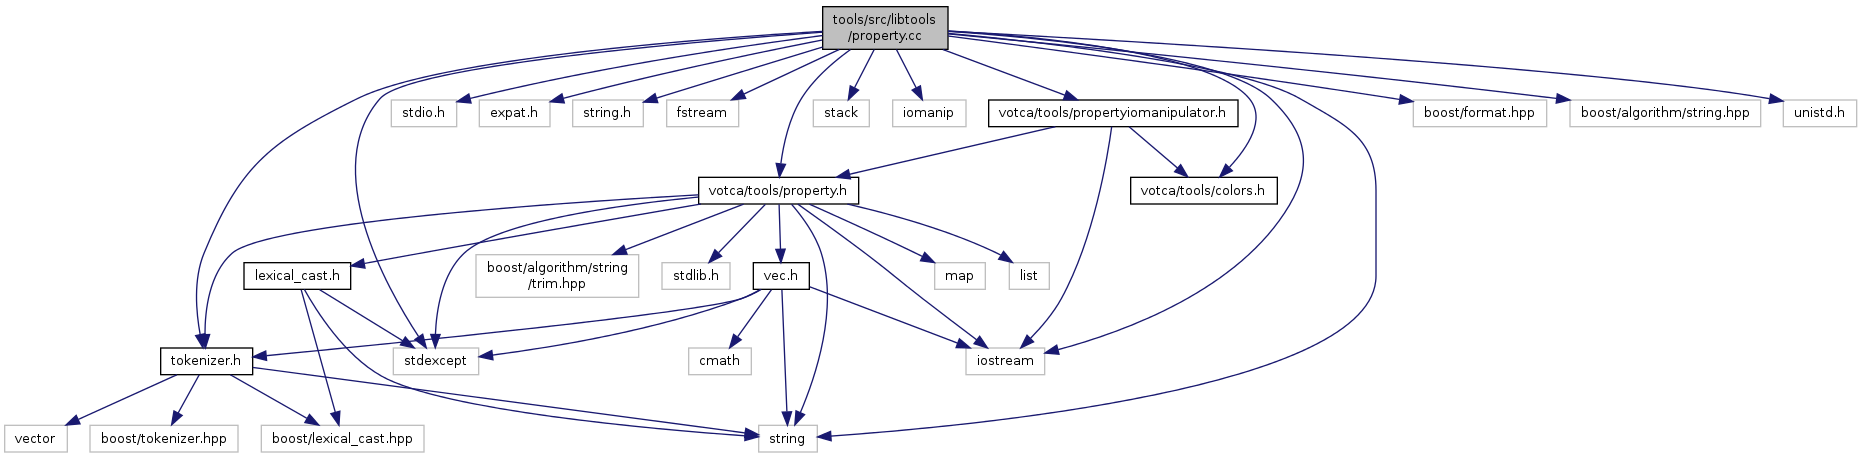 tools/src/libtools
/property.cc
stdio.h
expat.h
string.h
fstream
stack
iomanip
votca/tools/propertyiomanipulator.h
boost/format.hpp
boost/algorithm/string.hpp
unistd.h
votca/tools/property.h
votca/tools/colors.h
lexical_cast.h
boost/algorithm/string
/trim.hpp
stdlib.h
vec.h
map
list
tokenizer.h
stdexcept
cmath
iostream
vector
boost/tokenizer.hpp
boost/lexical_cast.hpp
string